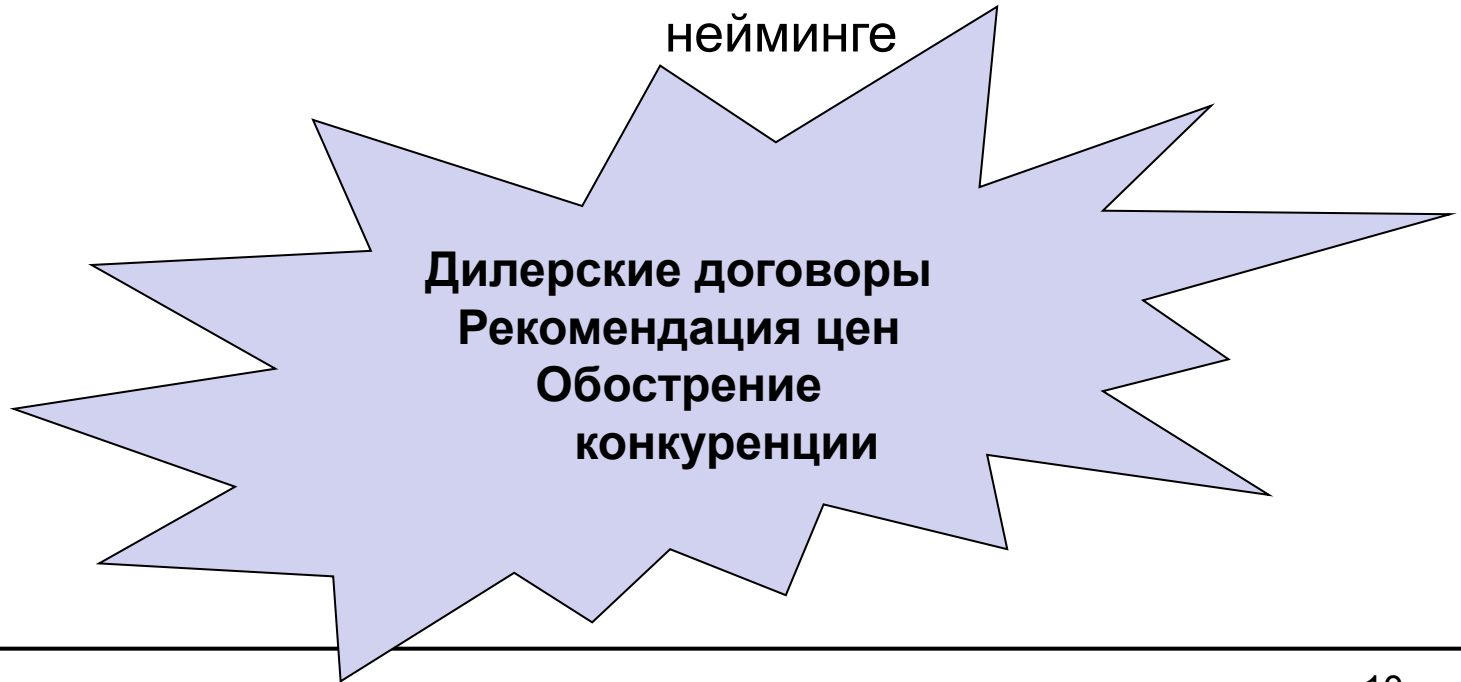 нейминге
Дилерские договоры
Рекомендация цен
Обострение
конкуренции